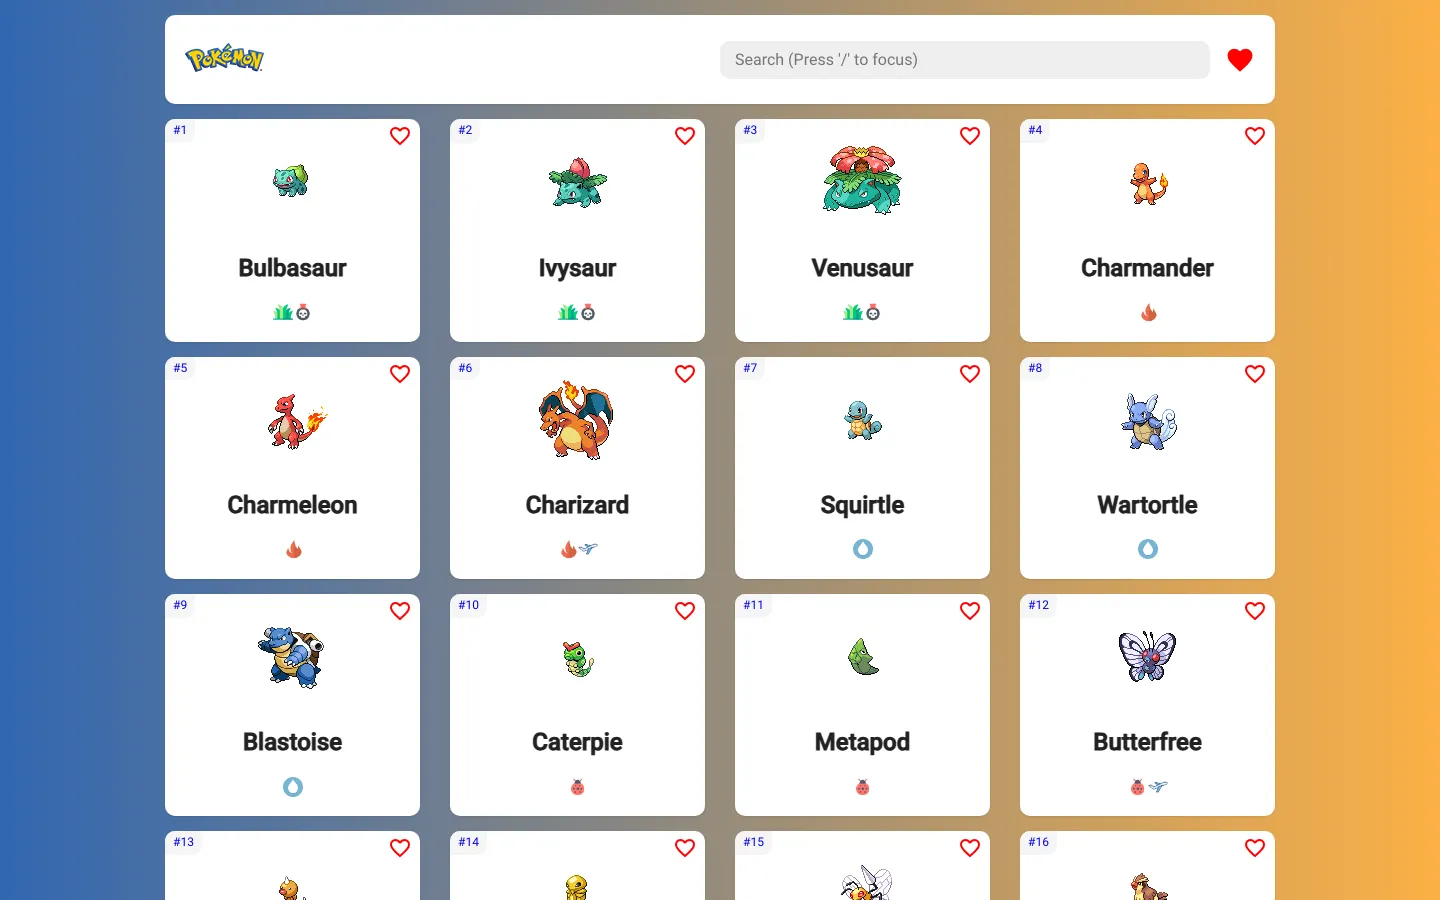 POKéMON
Search (Press '/' to focus)
#1
Bulbasaur
#2
Ivysaur
#3
Venusaur
#4
Charmander
#5
Charmeleon
#6
Charizard
#7
Squirtle
#8
Wartortle
#9
Blastoise
#10
Caterpie
#11
Metapod
#12
Butterfree
#13
#14
#15
#16